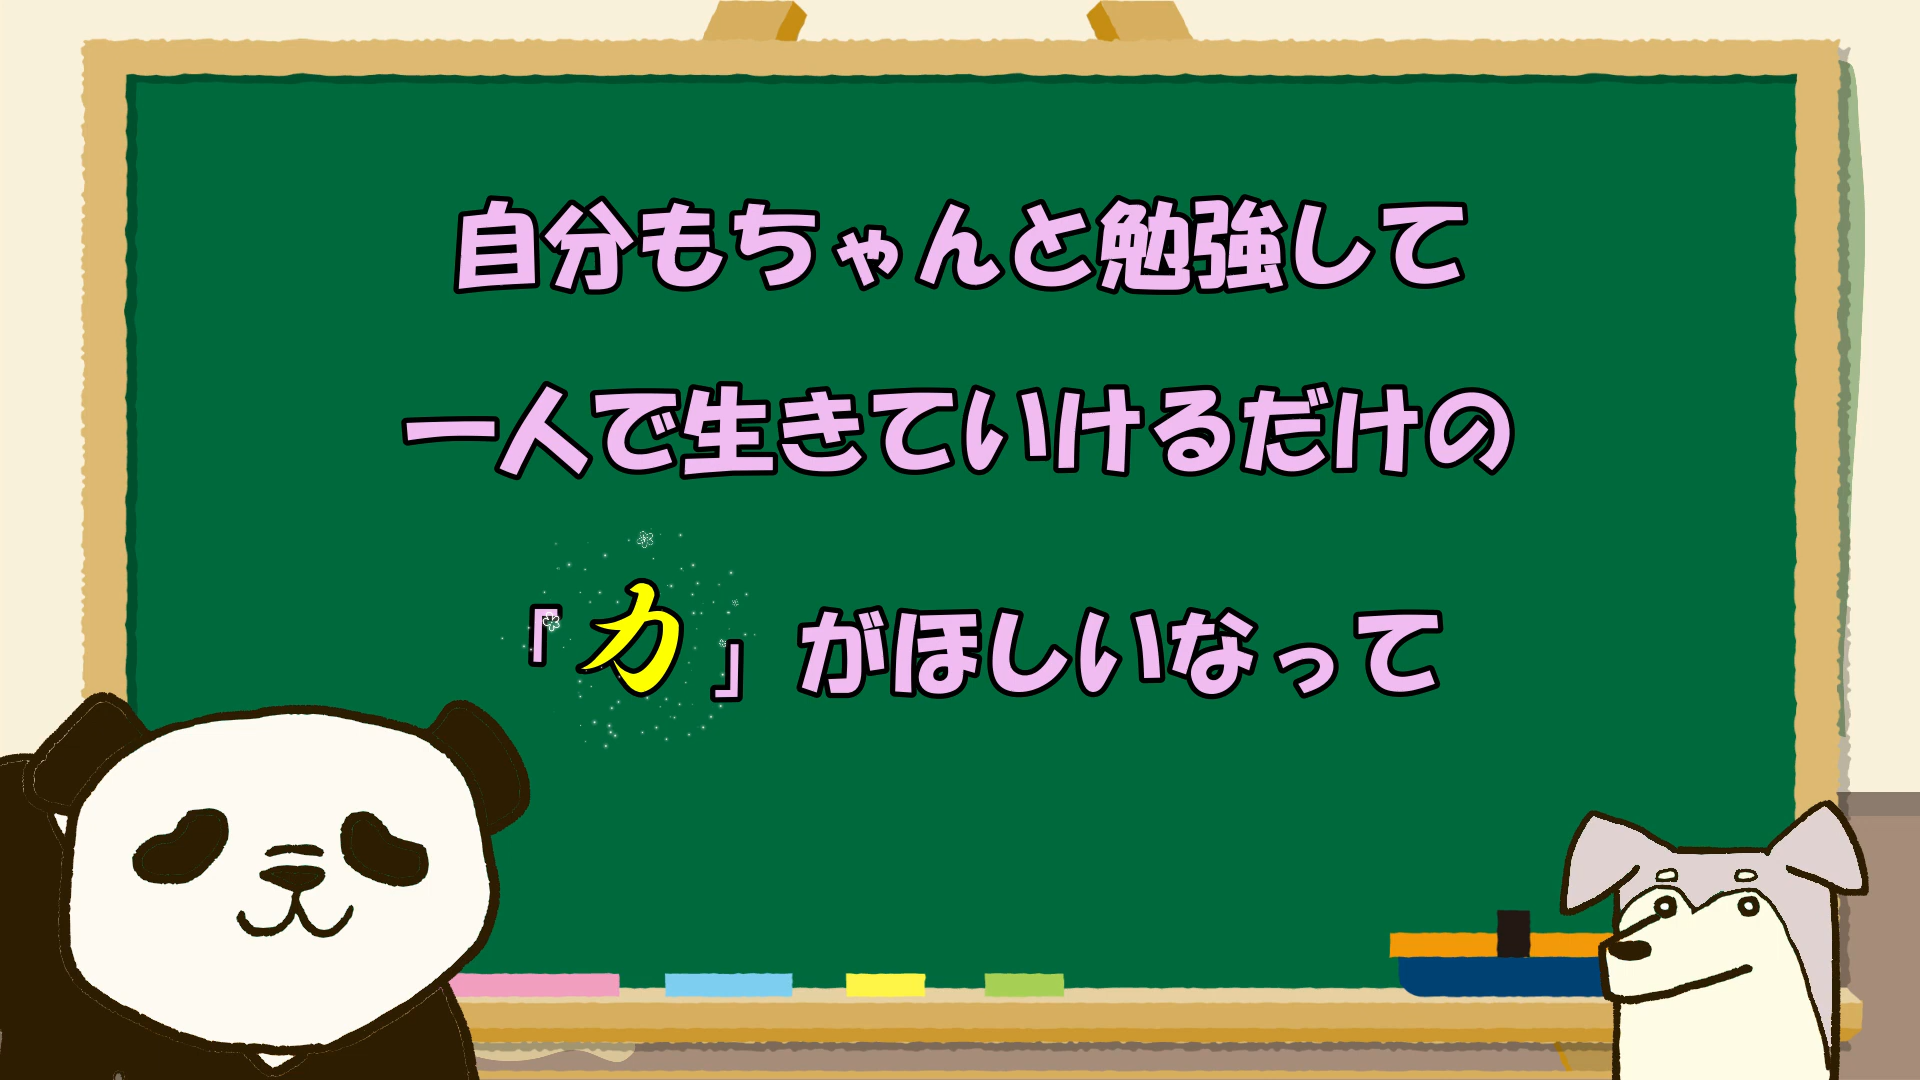 自分もちゃんと勉強して
一人で生きていけるだけの
「力」がほしいなって